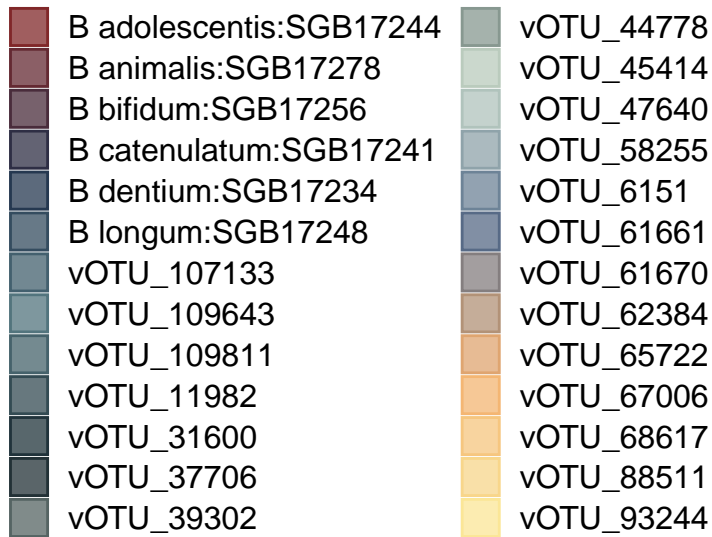 B adolescentis:SGB17244
B animalis:SGB17278
B bifidum:SGB17256
B catenulatum:SGB17241
B dentium:SGB17234
B longum:SGB17248
vOTU_107133
vOTU_109643
vOTU_109811
vOTU_11982
vOTU_31600
vOTU_37706
vOTU_39302
vOTU_44778
vOTU_45414
vOTU_47640
vOTU_58255
vOTU_6151
vOTU_61661
vOTU_61670
vOTU_62384
vOTU_65722
vOTU_67006
vOTU_68617
vOTU_88511
vOTU_93244